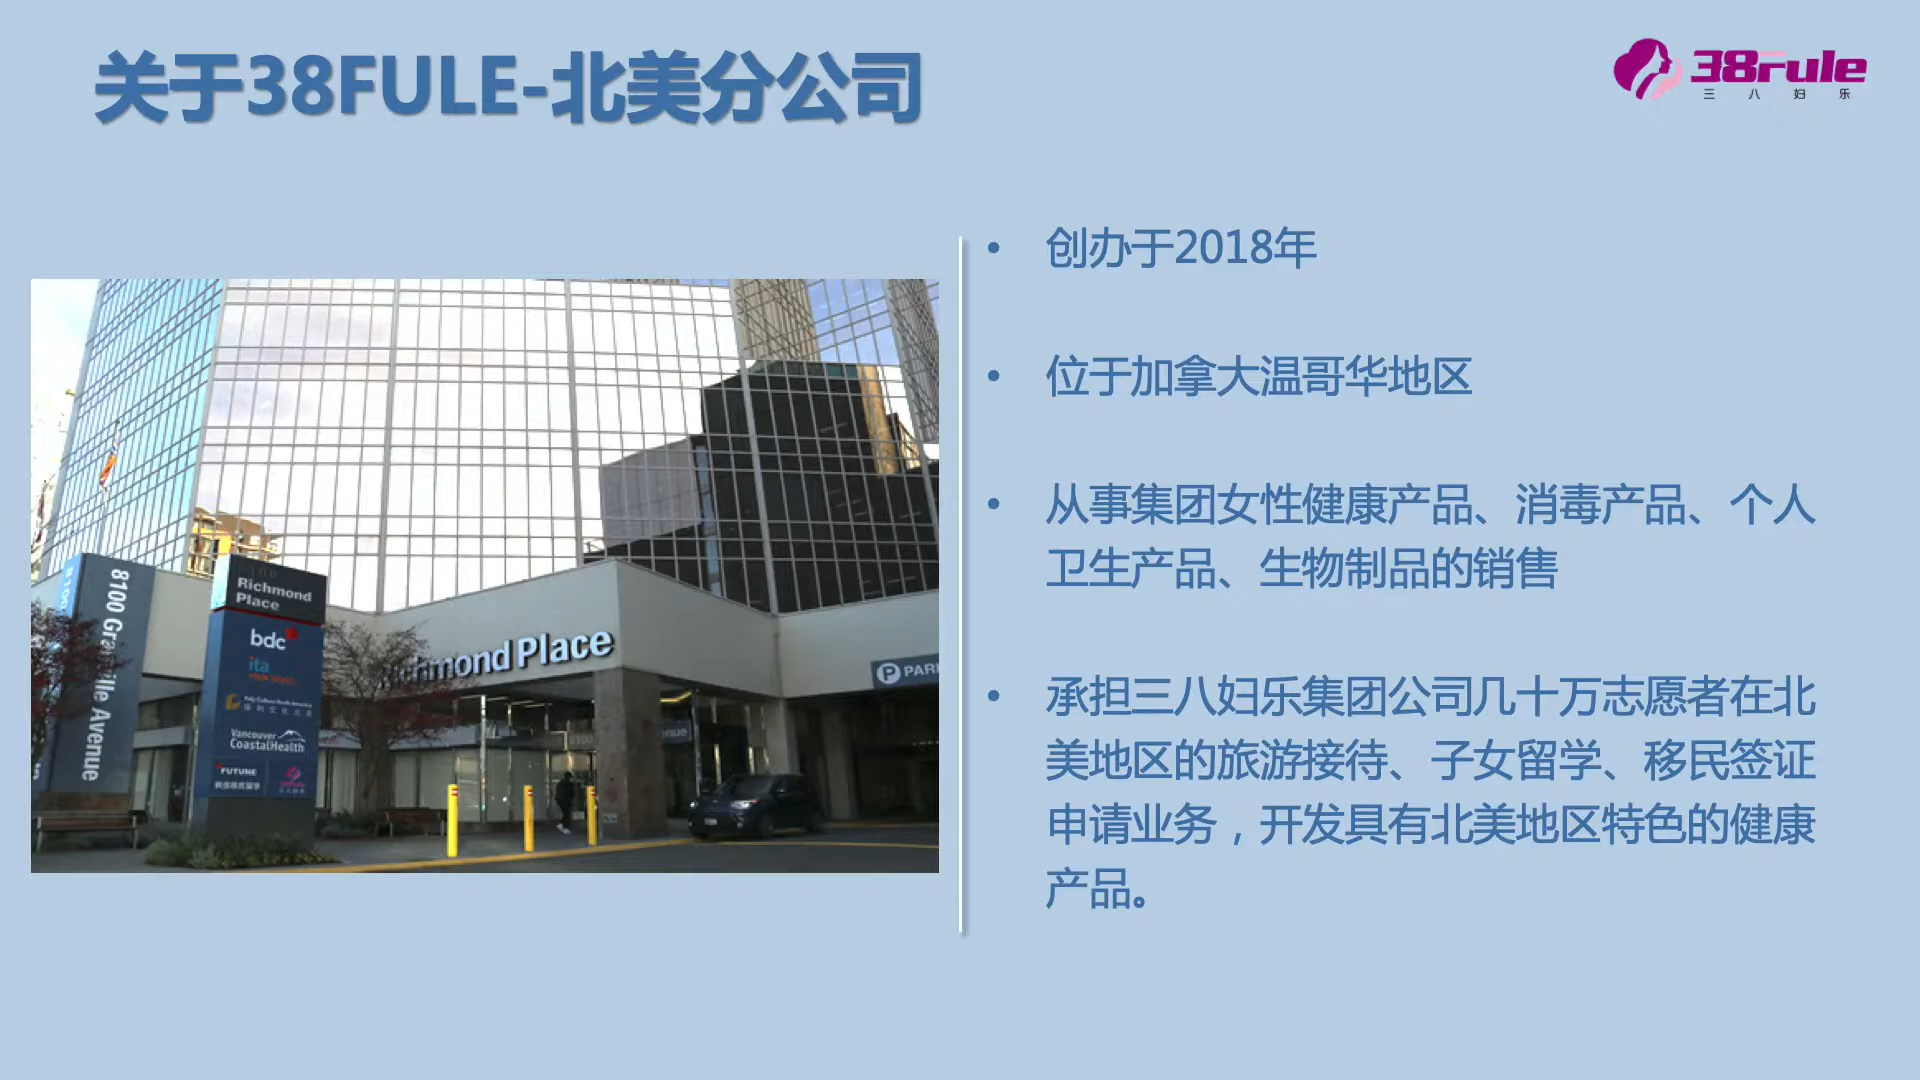 关于38FULE-北美分公司
38rule
三八妇乐
创办于2018年
位于加拿大温哥华地区
从事集团女性健康产品、消毒产品、个人
卫生产品、生物制品的销售
承担三八妇乐集团公司几十万志愿者在北
美地区的旅游接待、子女留学、移民签证
申请业务，开发具有北美地区特色的健康
产品。
8100 Granville Avenue
Richmond
Place
bdc
ita
Vancouver
CoastalHealth
FUTUNE
Richmond Place
P PAR